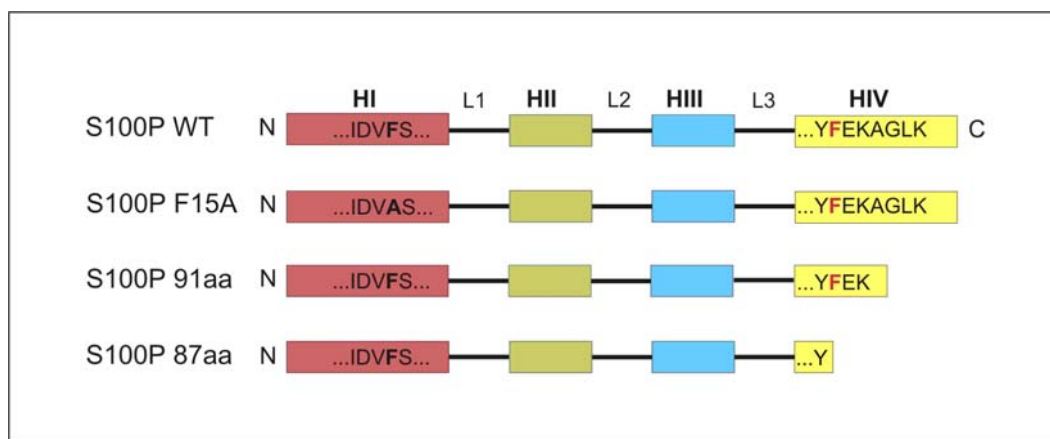 HI L1 HII L2 HIII L3 HIV
S100P WT N ...IDVFS... ...YFEKAGLK C
S100P F15A N ...IDVAS... ...YFEKAGLK
S100P 91aa N ...IDVFS... ...YFEK
S100P 87aa N ...IDVFS... ...Y